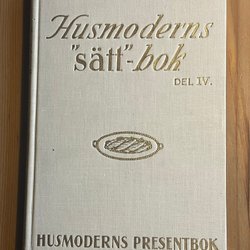 Husmoderns
"sätt"-bok
DEL IV.
HUSMODERNS PRESENTBOK